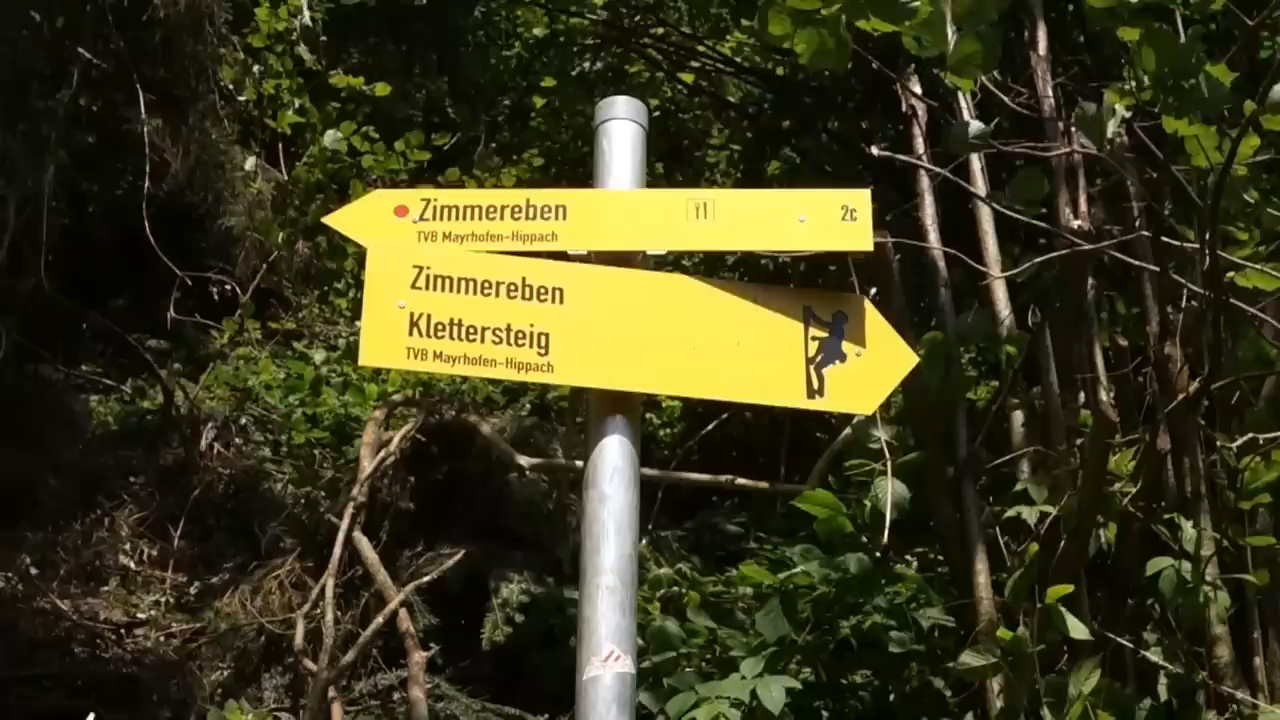 Zimmereben
2c
TVB Mayrhofen-Hippach
Zimmereben
Klettersteig
TVB Mayrhofen-Hippach